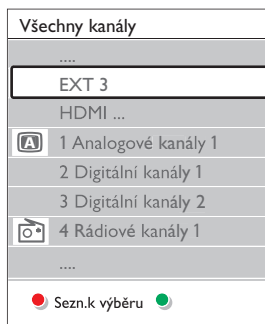 Všechny kanály
....
EXT 3
HDMI ...
A 1 Analogové kanály 1
2 Digitální kanály 1
3 Digitální kanály 2
4 Rádiové kanály 1
....
Sezn.k výběru